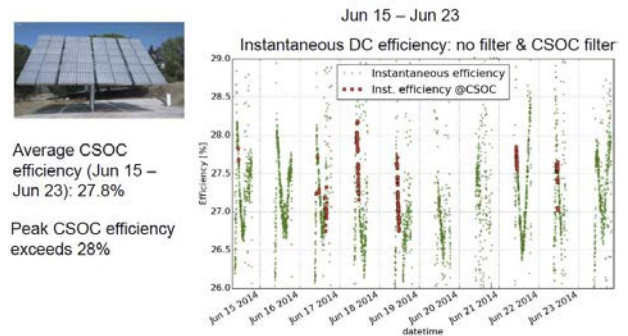 Jun 15 – Jun 23
Instantaneous DC efficiency: no filter & CSOC filter
Average CSOC
efficiency (Jun 15 –
Jun 23): 27.8%
Peak CSOC efficiency
exceeds 28%
Instantaneous efficiency
Inst. efficiency @CSOC
Efficiency [%]
29.0
28.5
28.0
27.5
27.0
26.5
26.0
Jun 15 2014
Jun 16 2014
Jun 17 2014
Jun 18 2014
Jun 19 2014
Jun 20 2014
Jun 21 2014
Jun 22 2014
Jun 23 2014
datetime